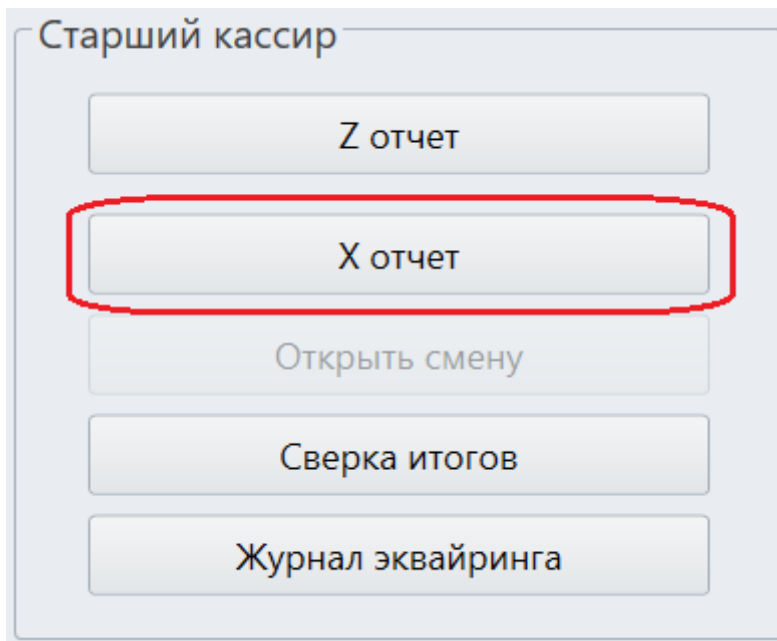 Старший кассир
Z отчет
X отчет
Открыть смену
Сверка итогов
Журнал эквайринга